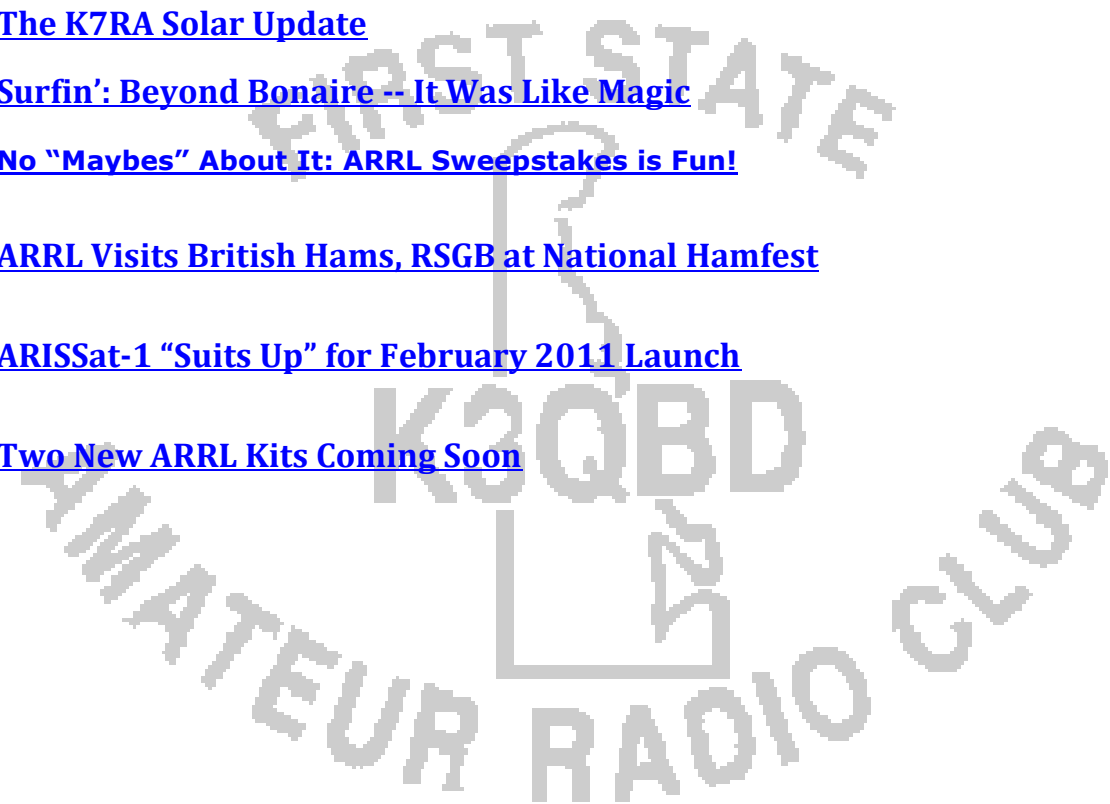 The K7RA Solar Update
Surfin': Beyond Bonaire -- It Was Like Magic
No “Maybes” About It: ARRL Sweepstakes is Fun!
ARRL Visits British Hams, RSGB at National Hamfest
ARISSat-1 “Suits Up” for February 2011 Launch
Two New ARRL Kits Coming Soon
FIRST STATE
K3QBD
AMATEUR RADIO CLUB